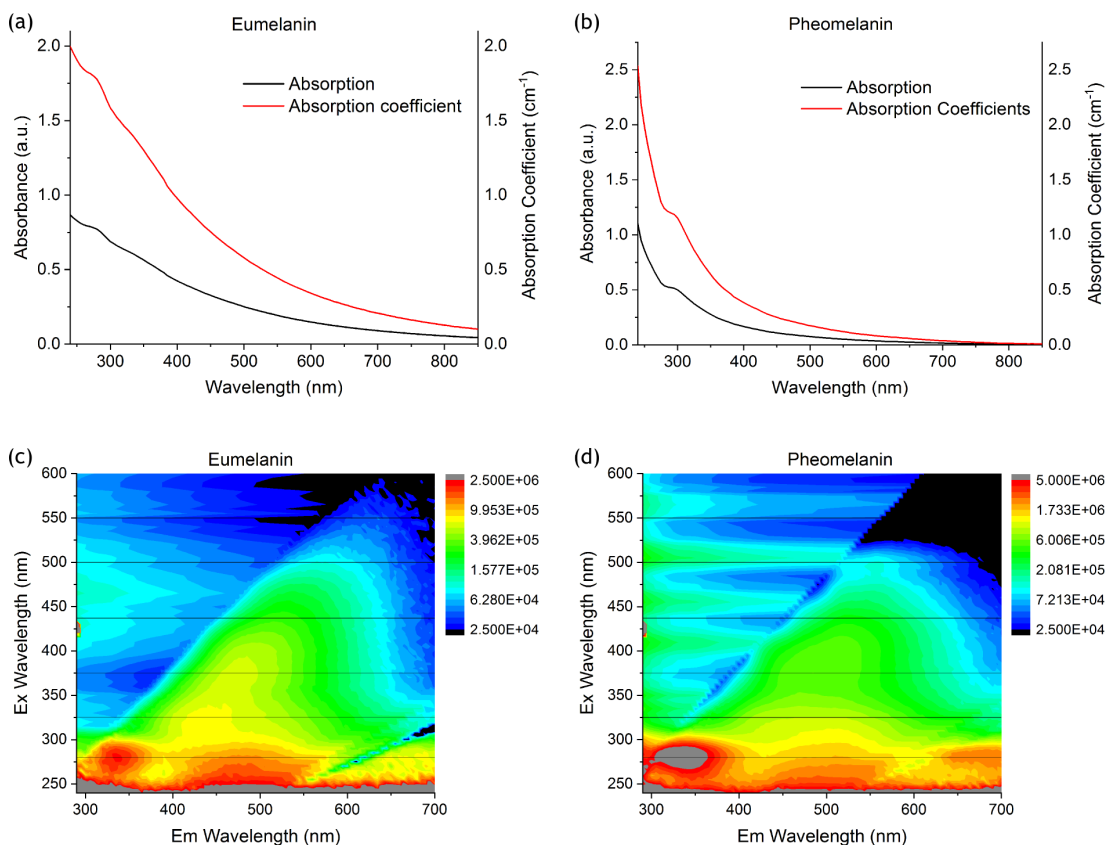 (a)
Eumelanin
2.0
1.5
1.0
0.5
0.0
2.0
1.5
1.0
0.5
0.0
Absorbance (a.u.)
Absorption Coefficient (cm⁻¹)
Absorption
Absorption coefficient
300 400 500 600 700 800
Wavelength (nm)
(b)
Pheomelanin
2.5
2.0
1.5
1.0
0.5
0.0
2.5
2.0
1.5
1.0
0.5
0.0
Absorbance (a.u.)
Absorption Coefficient (cm⁻¹)
Absorption
Absorption Coefficients
300 400 500 600 700 800
Wavelength (nm)
(c)
Eumelanin
600
550
500
450
400
350
300
250
Ex Wavelength (nm)
300 400 500 600 700
Em Wavelength (nm)
2.500E+06
9.953E+05
3.962E+05
1.577E+05
6.280E+04
2.500E+04
(d)
Pheomelanin
600
550
500
450
400
350
300
250
Ex Wavelength (nm)
300 400 500 600 700
Em Wavelength (nm)
5.000E+06
1.733E+06
6.006E+05
2.081E+05
7.213E+04
2.500E+04